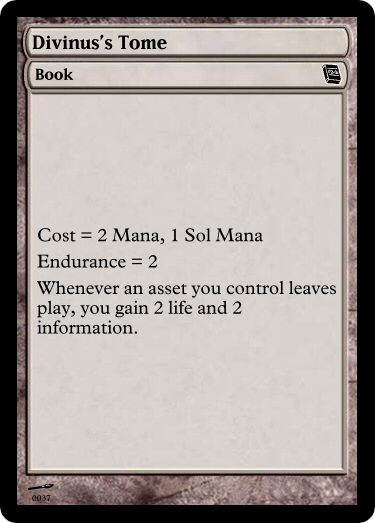 Divinus's Tome
Book
Cost = 2 Mana, 1 Sol Mana
Endurance = 2
Whenever an asset you control leaves
play, you gain 2 life and 2
information.
0037